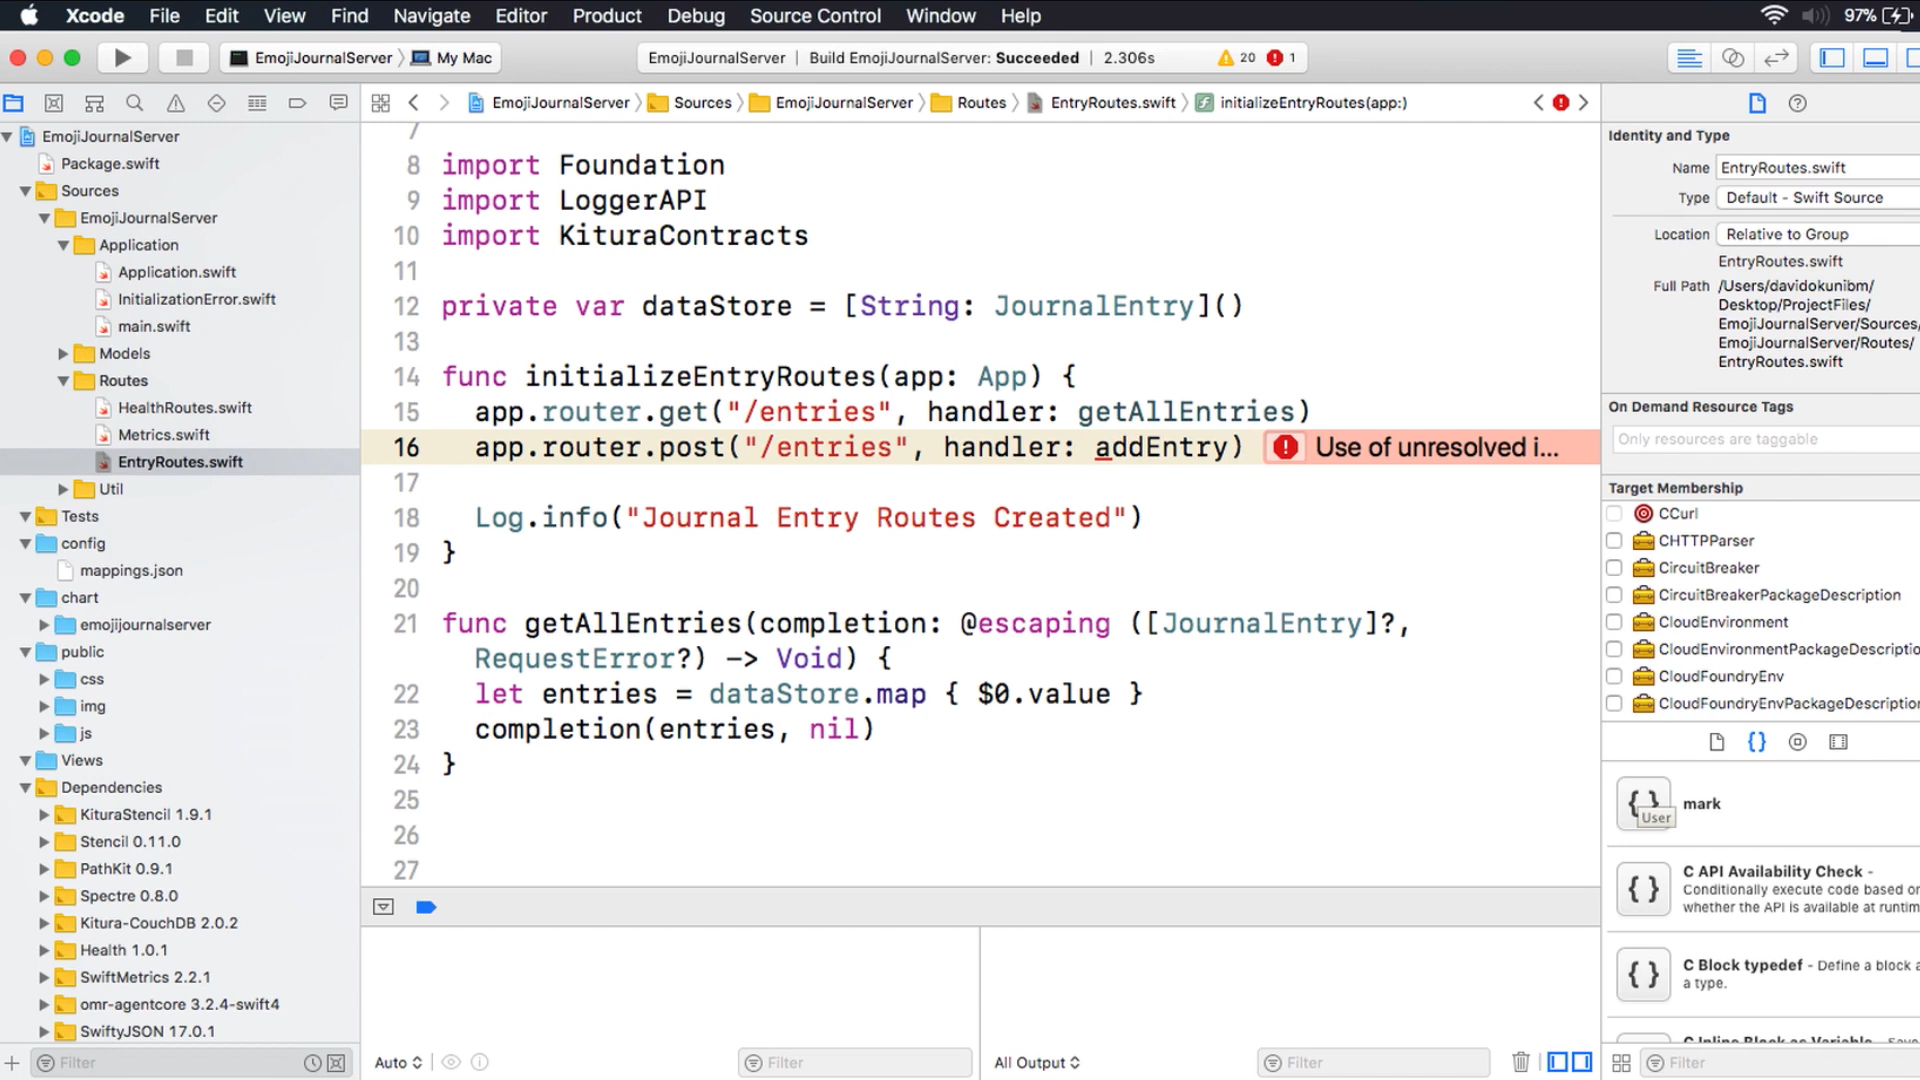 Xcode File Edit View Find Navigate Editor Product Debug Source Control Window Help 97%
EmojiJournalServer My Mac EmojiJournalServer | Build EmojiJournalServer: Succeeded | 2.306s 20 1
EmojiJournalServer Sources EmojiJournalServer Routes EntryRoutes.swift initializeEntryRoutes(app:)
EmojiJournalServer
Package.swift
Sources
EmojiJournalServer
Application
Application.swift
InitializationError.swift
main.swift
Models
Routes
HealthRoutes.swift
Metrics.swift
EntryRoutes.swift
Util
Tests
config
mappings.json
chart
emojijournalserver
public
css
img
js
Views
Dependencies
KituraStencil 1.9.1
Stencil 0.11.0
PathKit 0.9.1
Spectre 0.8.0
Kitura-CouchDB 2.0.2
Health 1.0.1
SwiftMetrics 2.2.1
omr-agentcore 3.2.4-swift4
SwiftyJSON 17.0.1
Filter
7
8 import Foundation
9 import LoggerAPI
10 import KituraContracts
11
12 private var dataStore = [String: JournalEntry]()
13
14 func initializeEntryRoutes(app: App) {
15 app.router.get("/entries", handler: getAllEntries)
16 app.router.post("/entries", handler: addEntry) Use of unresolved i...
17
18 Log.info("Journal Entry Routes Created")
19 }
20
21 func getAllEntries(completion: @escaping ([JournalEntry]?,
RequestError?) -> Void) {
22 let entries = dataStore.map { $0.value }
23 completion(entries, nil)
24 }
25
26
27
Auto Filter All Output Filter
Identity and Type
Name EntryRoutes.swift
Type Default - Swift Source
Location Relative to Group
EntryRoutes.swift
Full Path /Users/davidokunibm/
Desktop/ProjectFiles/
EmojiJournalServer/Sources/
EmojiJournalServer/Routes/
EntryRoutes.swift
On Demand Resource Tags
Only resources are taggable
Target Membership
CCurl
CHTTPParser
CircuitBreaker
CircuitBreakerPackageDescription
CloudEnvironment
CloudEnvironmentPackageDescriptio
CloudFoundryEnv
CloudFoundryEnvPackageDescription
{ } mark
User
{ } C API Availability Check -
Conditionally execute code based on
whether the API is available at runtim
{ } C Block typedef - Define a block a
a type.
C Inline Block as Variable - Save
Filter